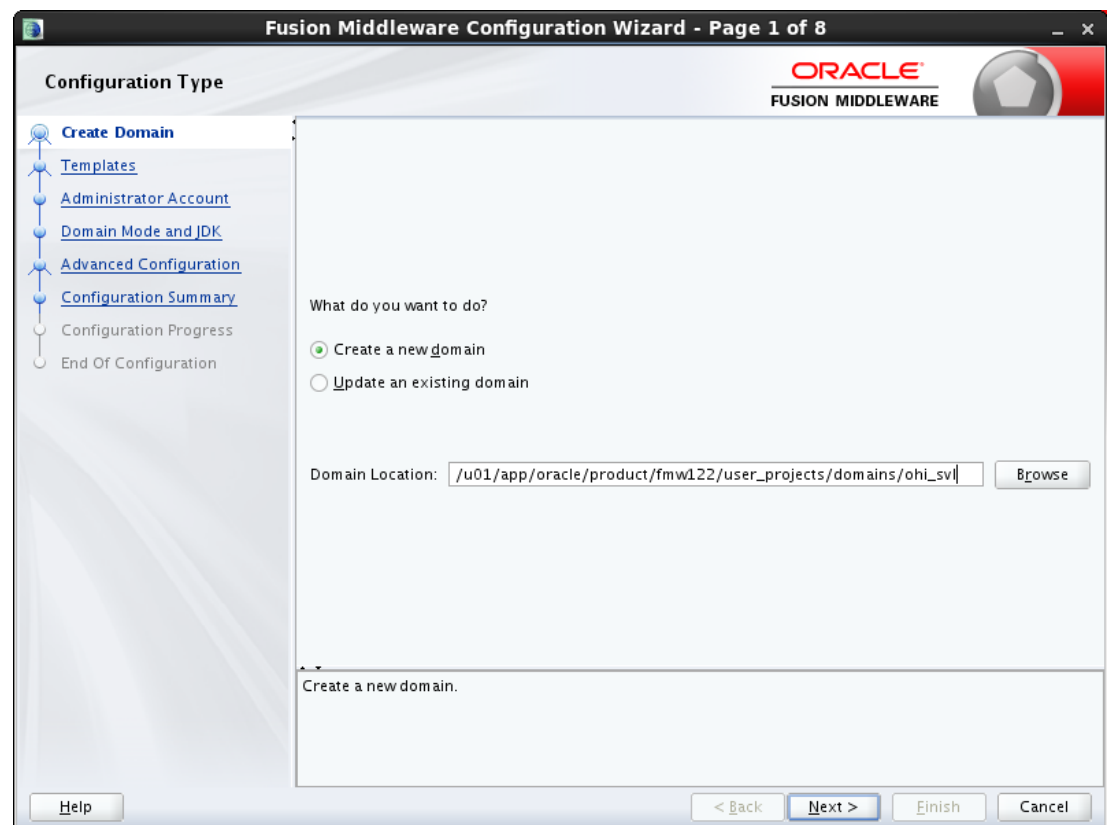 Fusion Middleware Configuration Wizard - Page 1 of 8
Configuration Type
ORACLE
FUSION MIDDLEWARE
Create Domain
Templates
Administrator Account
Domain Mode and JDK
Advanced Configuration
Configuration Summary
Configuration Progress
End Of Configuration
What do you want to do?
Create a new domain
Update an existing domain
Domain Location: /u01/app/oracle/product/fmw122/user_projects/domains/ohi_svl Browse
Create a new domain.
Help < Back Next > Finish Cancel